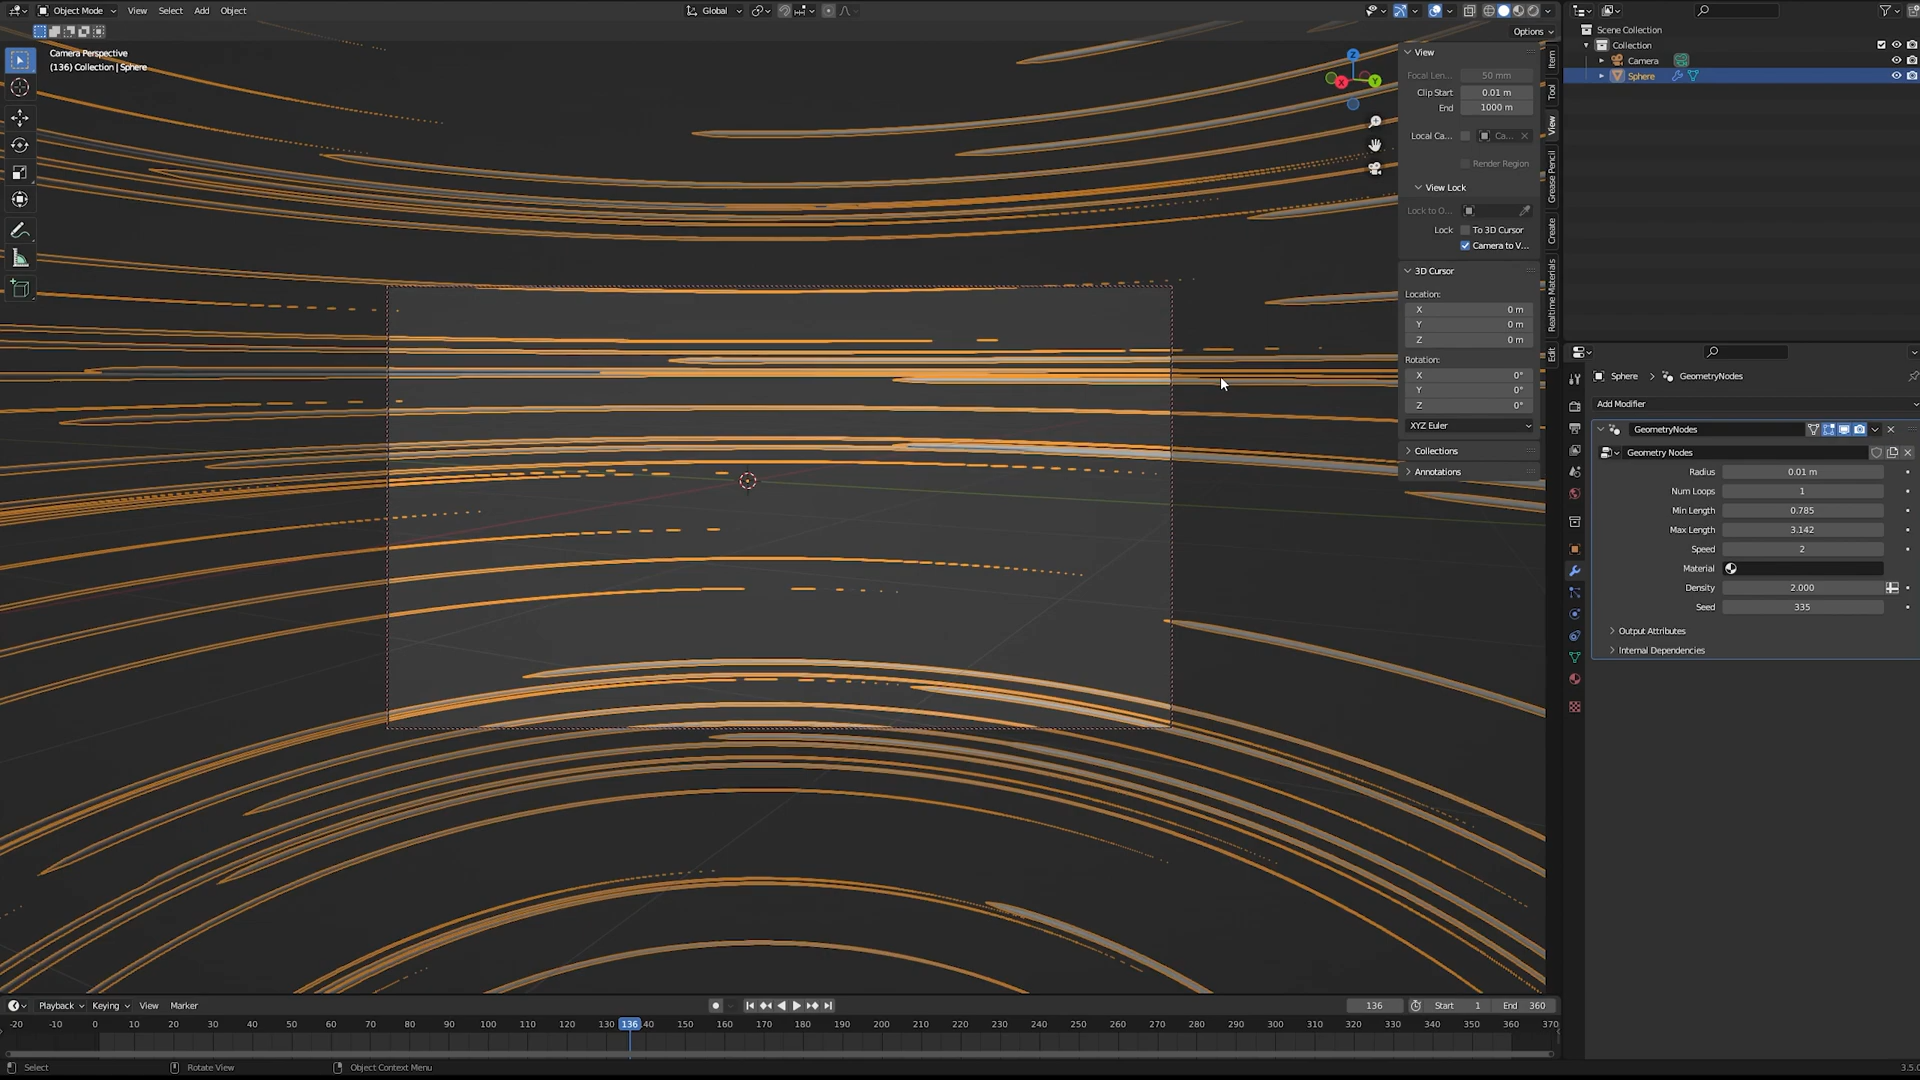 Object Mode View Select Add Object Global
Options
Camera Perspective
(136) Collection | Sphere
View
Focal Len... 50 mm
Clip Start 0.01 m
End 1000 m
Local Ca... Ca...
Render Region
View Lock
Lock to O...
Lock To 3D Cursor
Camera to V...
3D Cursor
Location:
X 0 m
Y 0 m
Z 0 m
Rotation:
X 0°
Y 0°
Z 0°
XYZ Euler
Collections
Annotations
Item
Tool
View
Grease Pencil
Create
Realtime Materials
Edit
Z
X
Y
Scene Collection
Collection
Camera
Sphere
Sphere GeometryNodes
Add Modifier
GeometryNodes
Geometry Nodes
Radius 0.01 m
Num Loops 1
Min Length 0.785
Max Length 3.142
Speed 2
Material
Density 2.000
Seed 335
Output Attributes
Internal Dependencies
Playback Keying View Marker 136 Start 1 End 360
-20 -10 0 10 20 30 40 50 60 70 80 90 100 110 120 130 136 40 150 160 170 180 190 200 210 220 230 240 250 260 270 280 290 300 310 320 330 340 350 370
Select Rotate View Object Context Menu 3.5.0